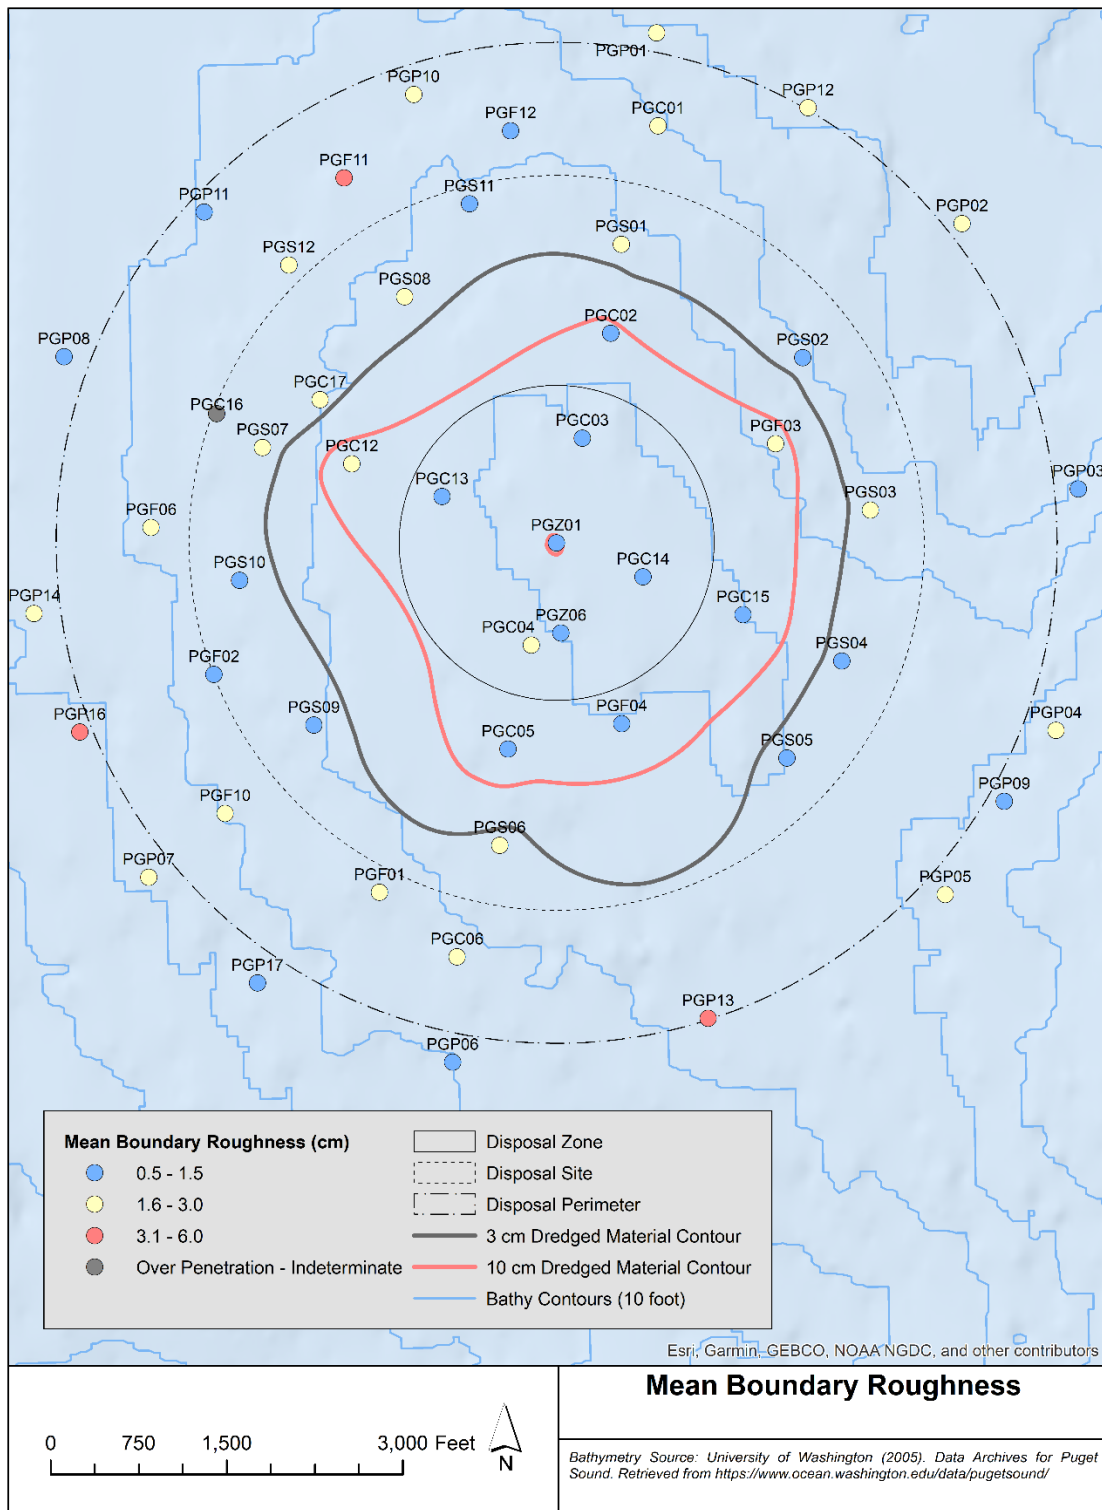 PGP01
PGP10
PGP12
PGF12
PGC01
PGF11
PGP11
PGS11
PGP02
PGS01
PGS12
PGS08
PGC02
PGS02
PGP08
PGC17
PGC16
PGS07
PGC12
PGC03
PGF03
PGP03
PGC13
PGS03
PGF06
PGZ01
PGS10
PGC14
PGP14
PGC15
PGC04
PGZ06
PGS04
PGF02
PGS09
PGF04
PGP16
PGC05
PGP04
PGS05
PGP09
PGF10
PGS06
PGP07
PGF01
PGP05
PGC06
PGP17
PGP13
PGP06
Mean Boundary Roughness (cm)
0.5 - 1.5
1.6 - 3.0
3.1 - 6.0
Over Penetration - Indeterminate
Disposal Zone
Disposal Site
Disposal Perimeter
3 cm Dredged Material Contour
10 cm Dredged Material Contour
Bathy Contours (10 foot)
Esri, Garmin, GEBCO, NOAA NGDC, and other contributors
0 750 1,500 3,000 Feet
N
Mean Boundary Roughness
Bathymetry Source: University of Washington (2005). Data Archives for Puget
Sound. Retrieved from https://www.ocean.washington.edu/data/pugetsound/